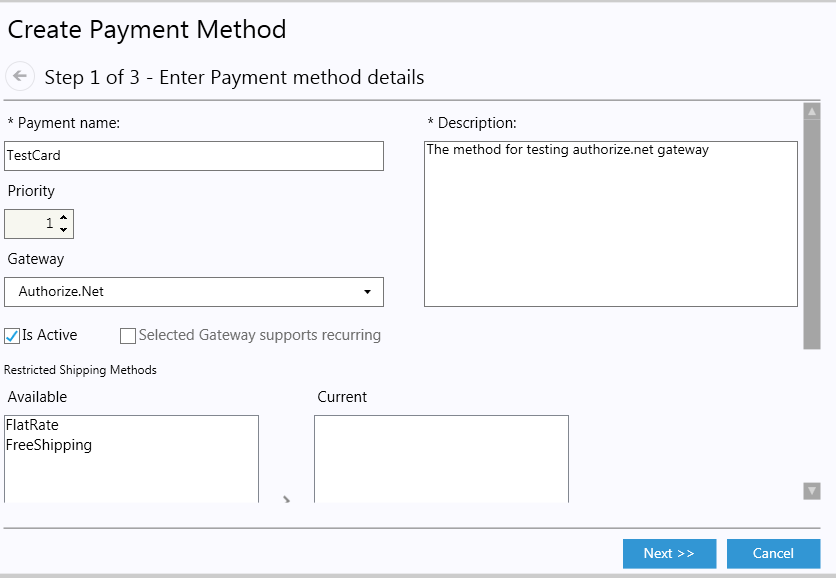 Create Payment Method
Step 1 of 3 - Enter Payment method details
* Payment name:
TestCard
Priority
1
Gateway
Authorize.Net
* Description:
The method for testing authorize.net gateway
Is Active
Selected Gateway supports recurring
Restricted Shipping Methods
Available
Current
FlatRate
FreeShipping
Next >>
Cancel